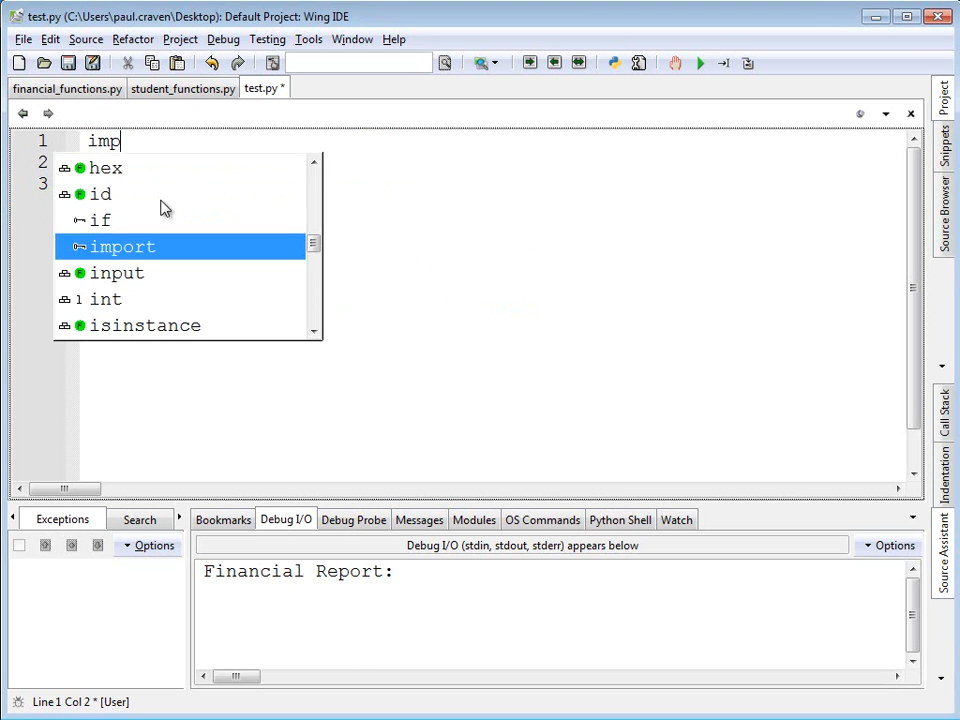 test.py (C:\Users\paul.craven\Desktop): Default Project: Wing IDE
File Edit Source Refactor Project Debug Testing Tools Window Help
financial_functions.py student_functions.py test.py *
1 imp
2
3
hex
id
if
import
input
1 int
isinstance
Project
Snippets
Source Browser
Call Stack
Indentation
Source Assistant
Exceptions Search
Options
Bookmarks Debug I/O Debug Probe Messages Modules OS Commands Python Shell Watch
Debug I/O (stdin, stdout, stderr) appears below
Options
Financial Report:
Line 1 Col 2 * [User]